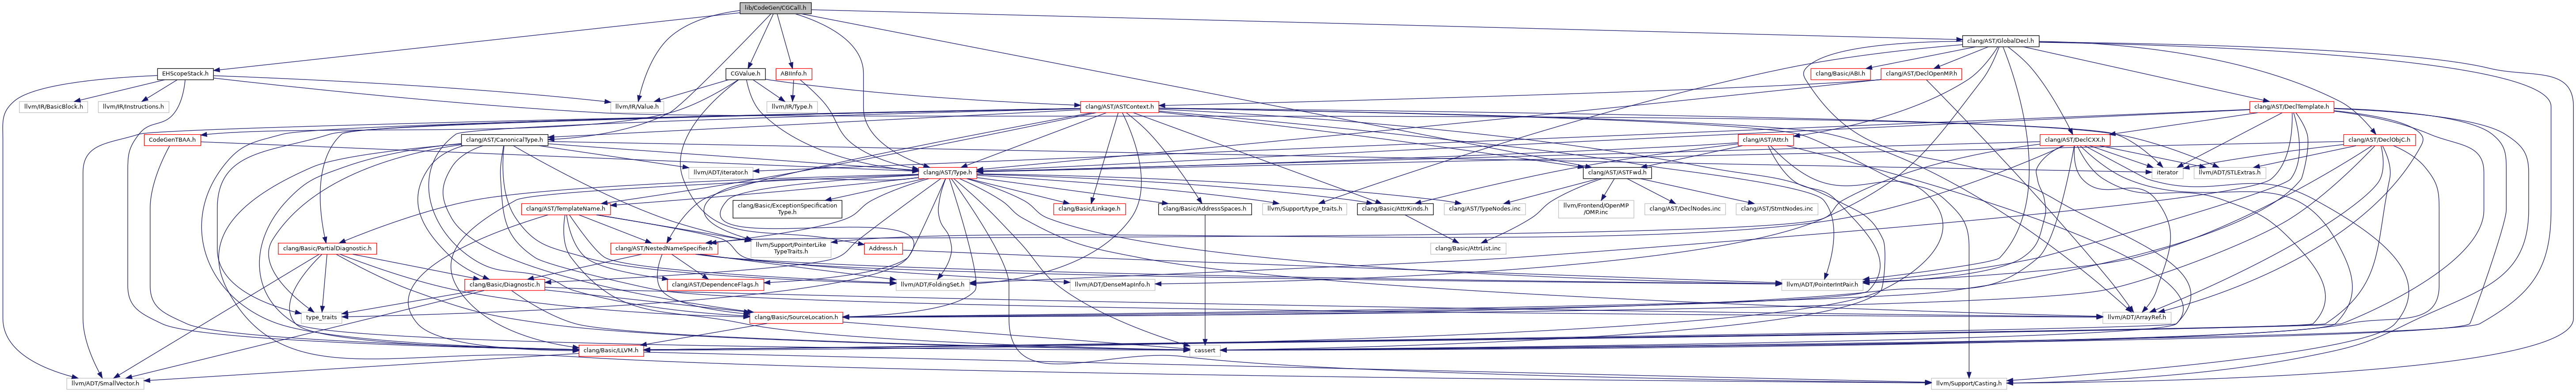 lib/CodeGen/CGCall.h
clang/AST/GlobalDecl.h
EHScopeStack.h
CGValue.h
ABIInfo.h
clang/Basic/ABI.h
clang/AST/DeclOpenMP.h
llvm/IR/BasicBlock.h
llvm/IR/Instructions.h
llvm/IR/Value.h
llvm/IR/Type.h
clang/AST/ASTContext.h
clang/AST/DeclTemplate.h
CodeGenTBAA.h
clang/AST/CanonicalType.h
clang/AST/Attr.h
clang/AST/DeclCXX.h
clang/AST/DeclObjC.h
llvm/ADT/iterator.h
clang/AST/Type.h
clang/AST/ASTFwd.h
iterator
llvm/ADT/STLExtras.h
clang/AST/TemplateName.h
clang/Basic/ExceptionSpecification
Type.h
clang/Basic/Linkage.h
clang/Basic/AddressSpaces.h
llvm/Support/type_traits.h
clang/Basic/AttrKinds.h
clang/AST/TypeNodes.inc
llvm/Frontend/OpenMP
/OMP.inc
clang/AST/DeclNodes.inc
clang/AST/StmtNodes.inc
clang/Basic/PartialDiagnostic.h
clang/AST/NestedNameSpecifier.h
llvm/Support/PointerLike
TypeTraits.h
Address.h
clang/Basic/AttrList.inc
clang/Basic/Diagnostic.h
clang/AST/DependenceFlags.h
llvm/ADT/FoldingSet.h
llvm/ADT/DenseMapInfo.h
llvm/ADT/PointerIntPair.h
type_traits
clang/Basic/SourceLocation.h
llvm/ADT/ArrayRef.h
clang/Basic/LLVM.h
cassert
llvm/ADT/SmallVector.h
llvm/Support/Casting.h